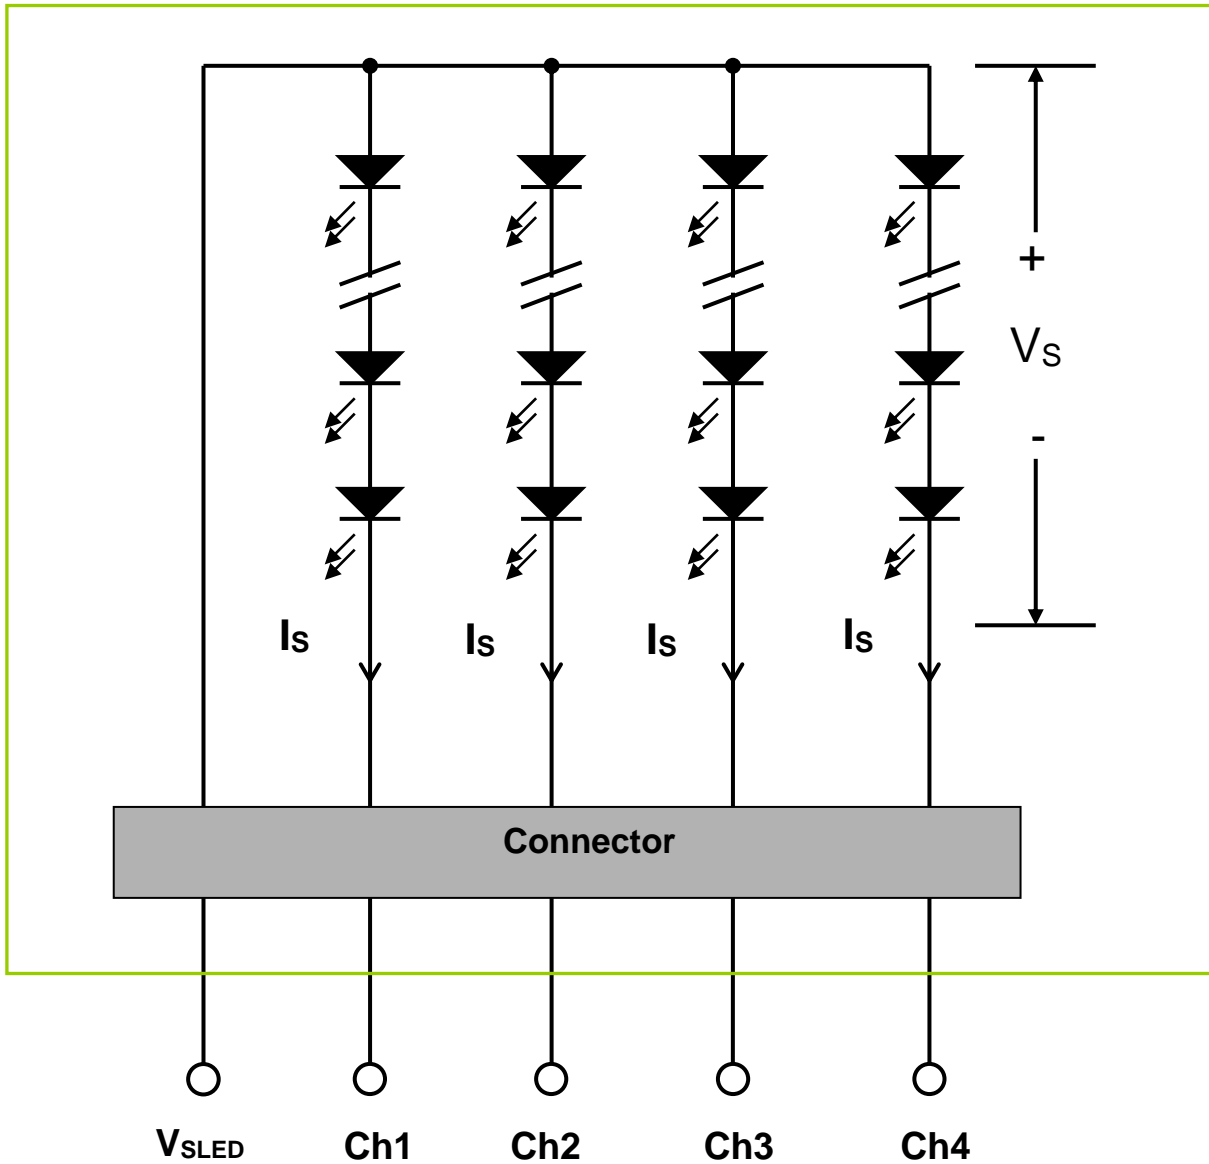 +
VS
-
IS IS IS IS
Connector
VSLED Ch1 Ch2 Ch3 Ch4